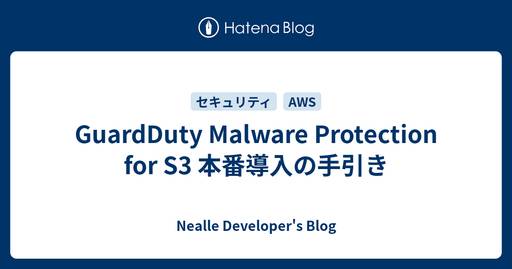 Hatena Blog
セキュリティ AWS
GuardDuty Malware Protection
for S3 本番導入の手引き
Nealle Developer's Blog